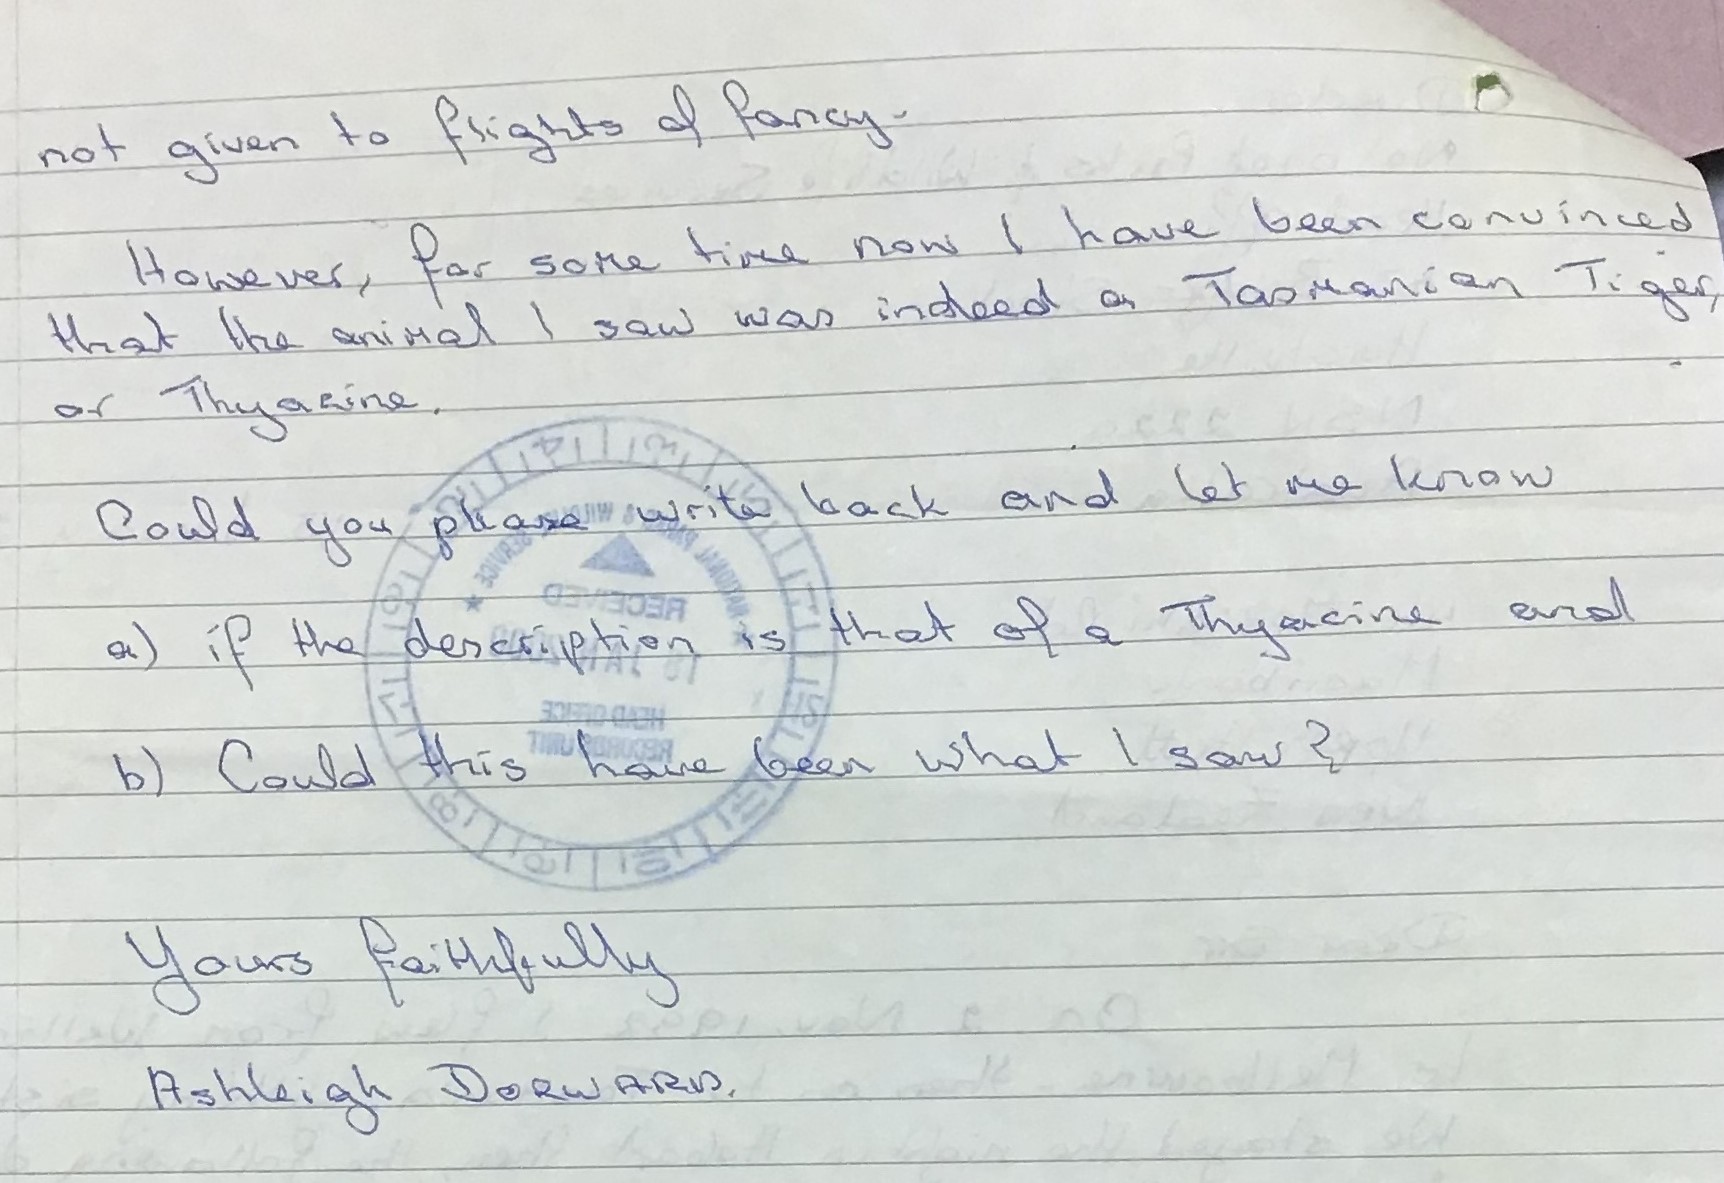 not given to flights of fancy.
However, for some time now I have been convinced
that the animal I saw was indeed a Tasmanian Tiger,
or Thyacine.
Could you please write back and let me know
a) if the description is that of a Thyacine and
b) Could this have been what I saw?
Yours faithfully
Ashleigh DORWARD.
NATIONAL PARKS & WILDLIFE SERVICE
RECEIVED
HEAD OFFICE
RECORDS UNIT